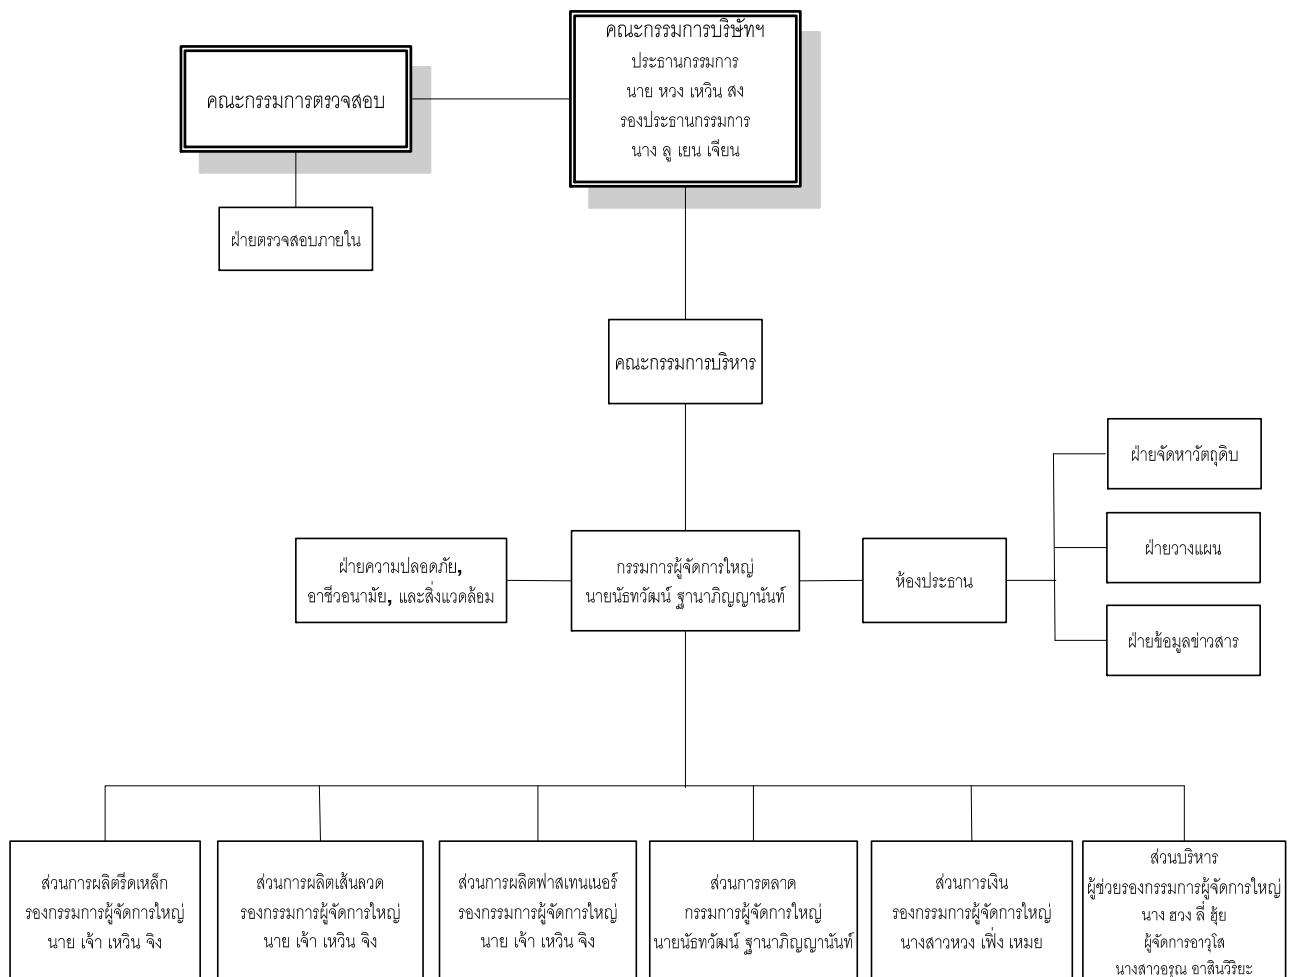 คณะกรรมการบริษัทฯ
ประธานกรรมการ
นาย หวง เหวิน สง
รองประธานกรรมการ
นาง ลู เยน เจียน
คณะกรรมการตรวจสอบ
ฝ่ายตรวจสอบภายใน
คณะกรรมการบริหาร
ฝ่ายจัดหาวัตถุดิบ
ฝ่ายวางแผน
ฝ่ายข้อมูลข่าวสาร
ฝ่ายความปลอดภัย,
อาชีวอนามัย, และสิ่งแวดล้อม
กรรมการผู้จัดการใหญ่
นายนัธทวัฒน์ ฐานาภิญญานันท์
ห้องประธาน
ส่วนการผลิตรีดเหล็ก
รองกรรมการผู้จัดการใหญ่
นาย เจ้า เหวิน จิง
ส่วนการผลิตเส้นลวด
รองกรรมการผู้จัดการใหญ่
นาย เจ้า เหวิน จิง
ส่วนการผลิตฟาสเทนเนอร์
รองกรรมการผู้จัดการใหญ่
นาย เจ้า เหวิน จิง
ส่วนการตลาด
กรรมการผู้จัดการใหญ่
นายนัธทวัฒน์ ฐานาภิญญานันท์
ส่วนการเงิน
รองกรรมการผู้จัดการใหญ่
นางสาวหวง เฟิ่ง เหมย
ส่วนบริหาร
ผู้ช่วยรองกรรมการผู้จัดการใหญ่
นาง ฮวง ลี่ ฮุ้ย
ผู้จัดการอาวุโส
นางสาวอรุณ อาสินวิริยะ